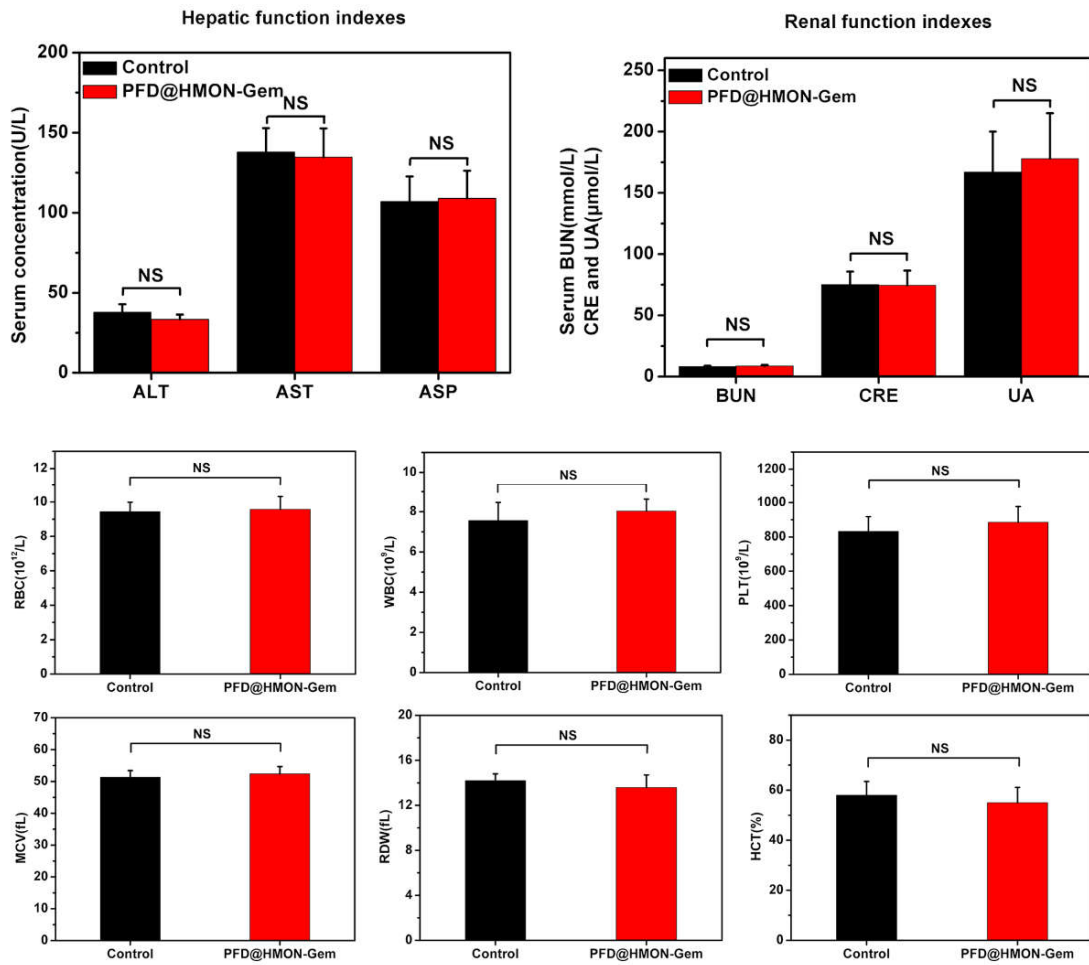 Hepatic function indexes
Serum concentration(U/L)
200
150
100
50
0
Control
PFD@HMON-Gem
NS
NS
NS
ALT AST ASP
Renal function indexes
Serum BUN(mmol/L)
CRE and UA(μmol/L)
250
200
150
100
50
0
Control
PFD@HMON-Gem
NS
NS
NS
BUN CRE UA
RBC(10¹²/L)
12
10
8
6
4
2
0
NS
Control PFD@HMON-Gem
WBC(10⁹/L)
10
8
6
4
2
0
NS
Control PFD@HMON-Gem
PLT(10⁹/L)
1200
1000
800
600
400
200
0
NS
Control PFD@HMON-Gem
MCV(fL)
70
60
50
40
30
20
10
0
NS
Control PFD@HMON-Gem
RDW(fL)
20
16
12
8
4
0
NS
Control PFD@HMON-Gem
HCT(%)
80
60
40
20
0
NS
Control PFD@HMON-Gem